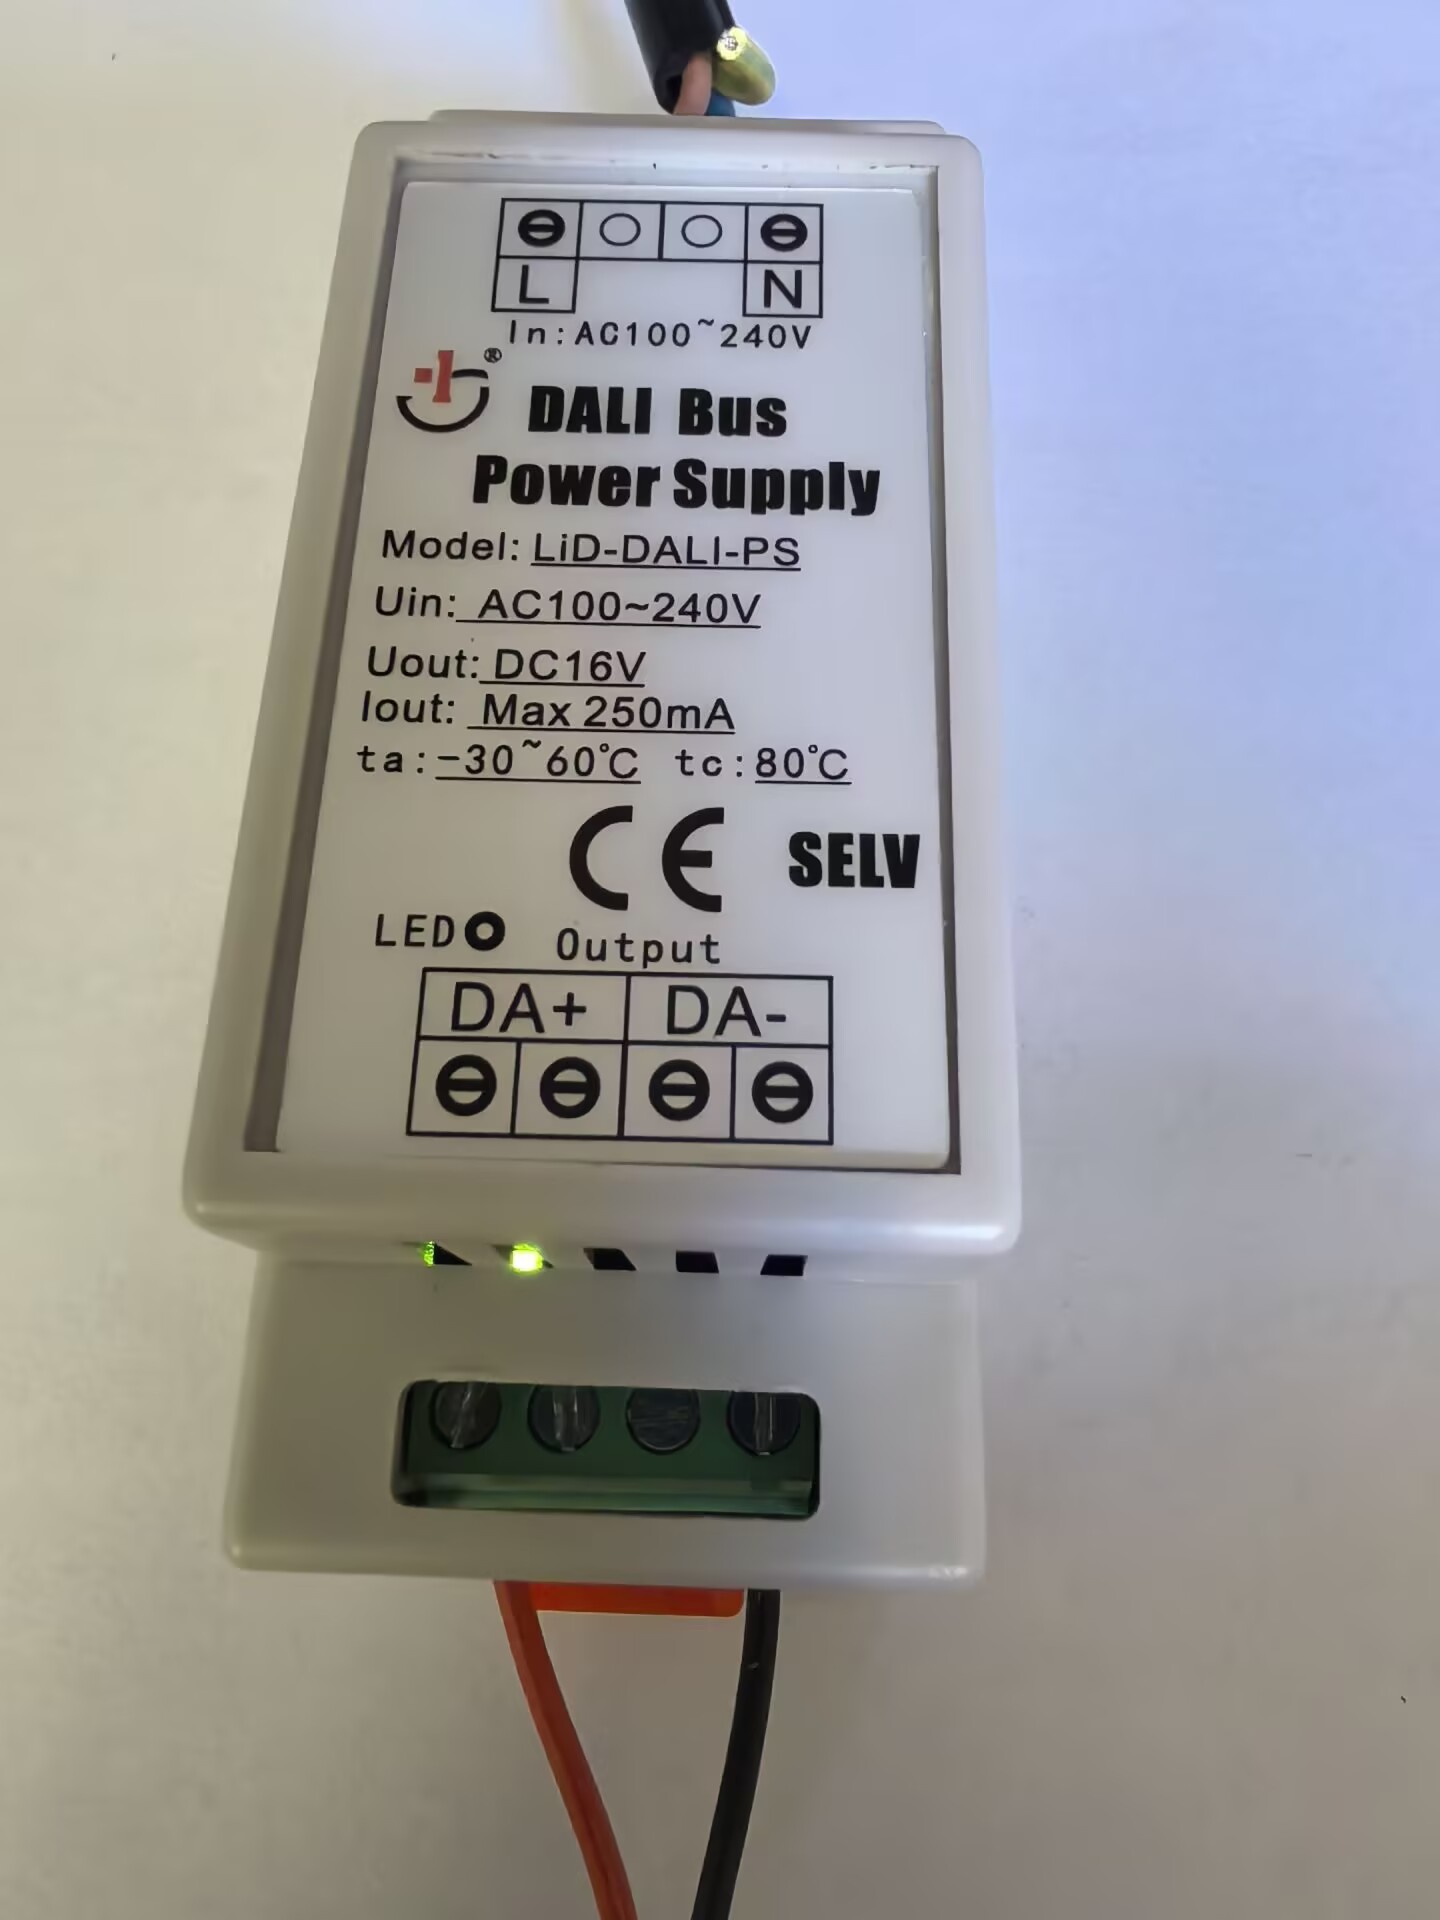 L N
In:AC100~240V
®
DALI Bus
Power Supply
Model: LiD-DALI-PS
Uin: AC100~240V
Uout: DC16V
Iout: Max 250mA
ta:-30~60℃ tc:80℃
CE SELV
LED Output
DA+ DA-